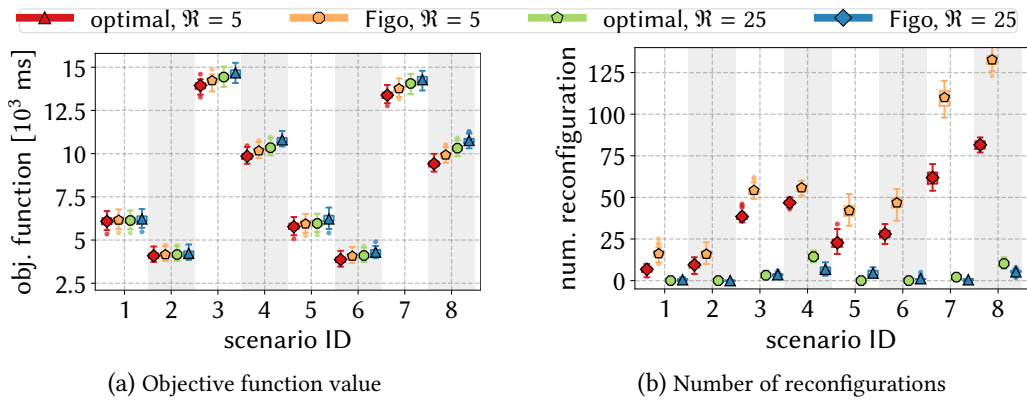 optimal, ℜ = 5 Figo, ℜ = 5 optimal, ℜ = 25 Figo, ℜ = 25
obj. function [10³ ms]
15
12.5
10
7.5
5
2.5
1 2 3 4 5 6 7 8
scenario ID
(a) Objective function value
num. reconfiguration
125
100
75
50
25
0
1 2 3 4 5 6 7 8
scenario ID
(b) Number of reconfigurations